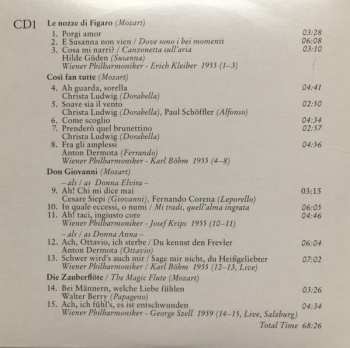 CD1 Le nozze di Figaro (Mozart)
1. Porgi amor 03:28
2. E Susanna non vien / Dove sono i bei momenti 06:08
3. Cosa mi narri? / Canzonetta sull'aria 03:10
Hilde Güden (Susanna)
Wiener Philharmoniker - Erich Kleiber 1955 (1–3)
Così fan tutte (Mozart)
4. Ah guarda, sorella 04:41
Christa Ludwig (Dorabella)
5. Soave sia il vento 02:50
Christa Ludwig (Dorabella), Paul Schöffler (Alfonso)
6. Come scoglio 04:34
7. Prenderò quel brunettino 02:57
Christa Ludwig (Dorabella)
8. Fra gli amplessi 04:36
Anton Dermota (Ferrando)
Wiener Philharmoniker - Karl Böhm 1955 (4–8)
Don Giovanni (Mozart)
– als / as Donna Elvira –
9. Ah! Chi mi dice mai 03:15
Cesare Siepi (Giovanni), Fernando Corena (Leporello)
10. In quale eccessi, o numi / Mi tradì, quell'alma ingrata 06:05
11. Ah! taci, ingiusto core 04:46
Wiener Philharmoniker - Josef Krips 1955 (10–11)
– als / as Donna Anna –
12. Ach, Ottavio, ich sterbe / Du kennst den Frevler 06:04
Anton Dermota (Ottavio)
13. Schwer wird's auch mir / Sage mir nicht, du Heißgeliebter 07:02
Wiener Philharmoniker / Karl Böhm 1955 (12–13, Live)
Die Zauberflöte / The Magic Flute (Mozart)
14. Bei Männern, welche Liebe fühlen 03:26
Walter Berry (Papageno)
15. Ach, ich fühl's, es ist entschwunden 04:34
Wiener Philharmoniker - George Szell 1959 (14–15, Live, Salzburg)
Total Time 68:26